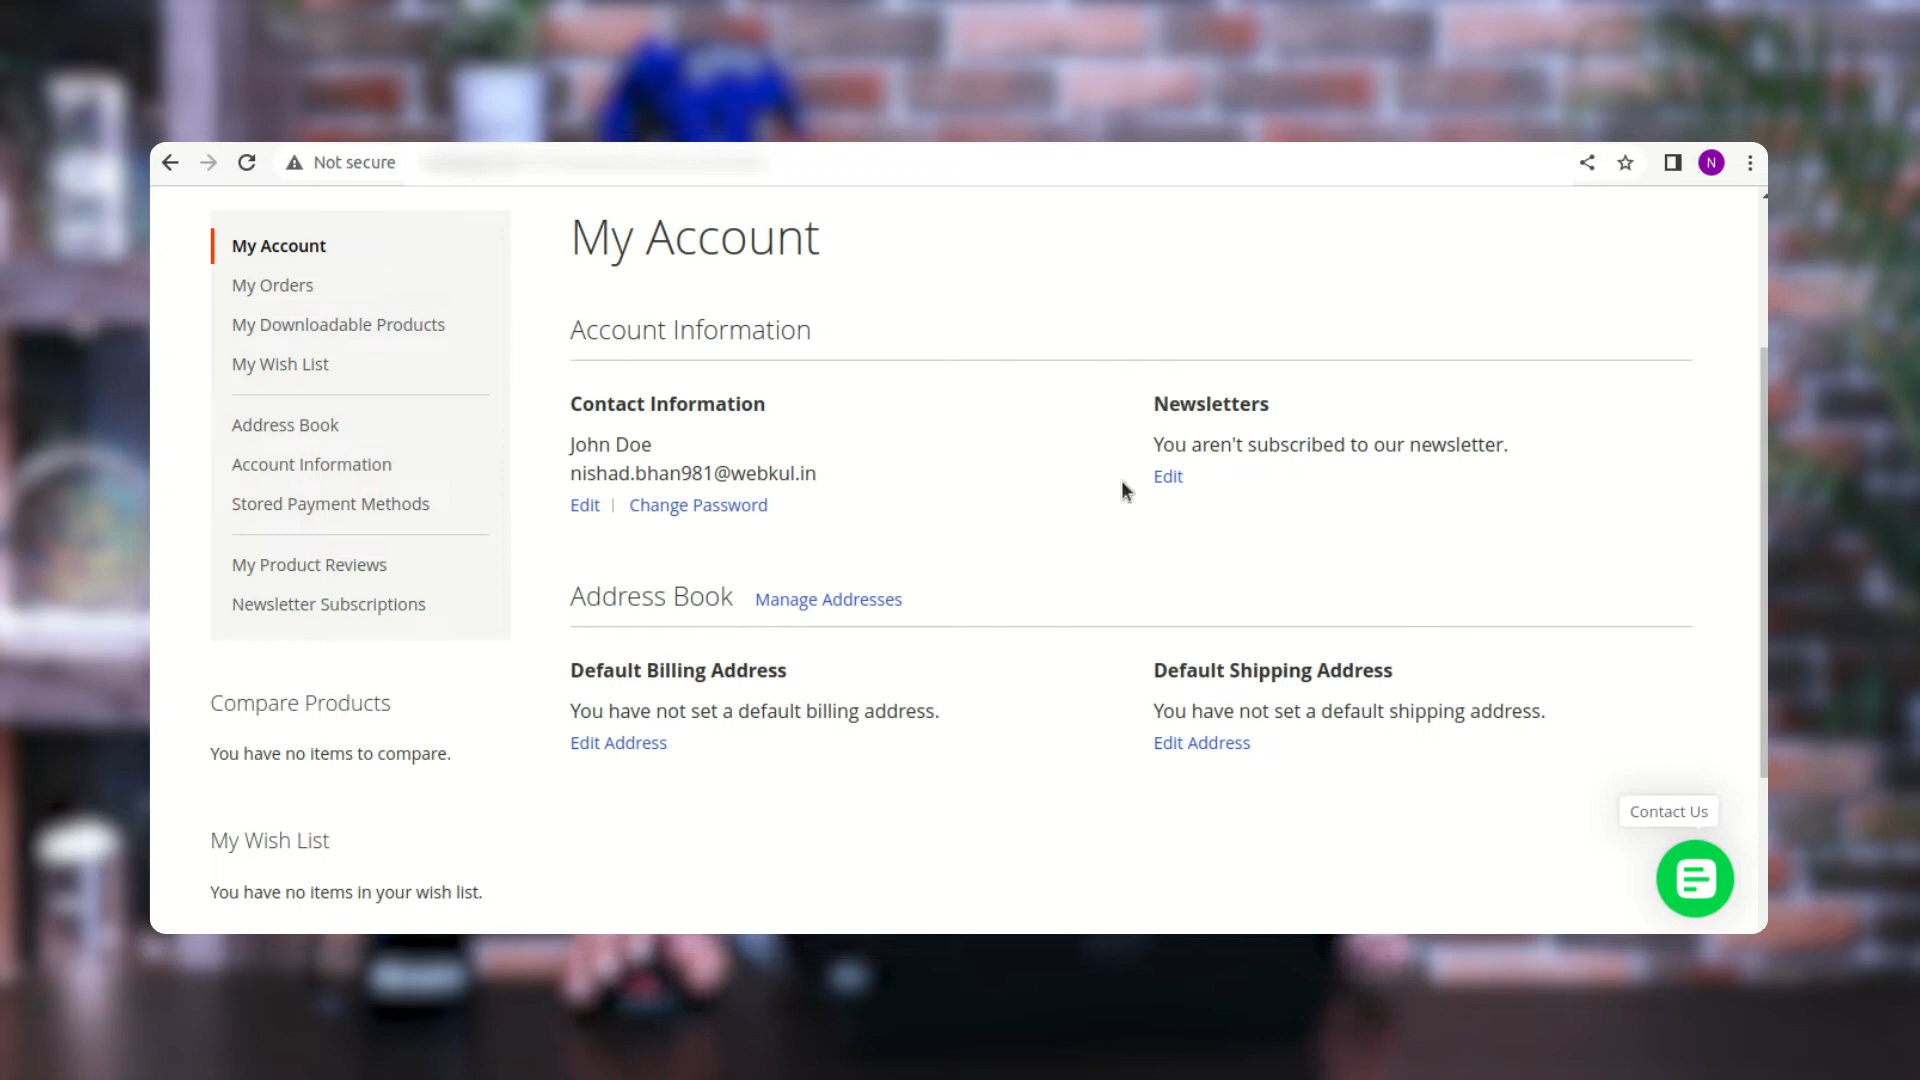 Not secure
N
My Account
My Orders
My Downloadable Products
My Wish List
Address Book
Account Information
Stored Payment Methods
My Product Reviews
Newsletter Subscriptions
Compare Products
You have no items to compare.
My Wish List
You have no items in your wish list.
My Account
Account Information
Contact Information
John Doe
nishad.bhan981@webkul.in
Edit | Change Password
Newsletters
You aren't subscribed to our newsletter.
Edit
Address Book Manage Addresses
Default Billing Address
You have not set a default billing address.
Edit Address
Default Shipping Address
You have not set a default shipping address.
Edit Address
Contact Us